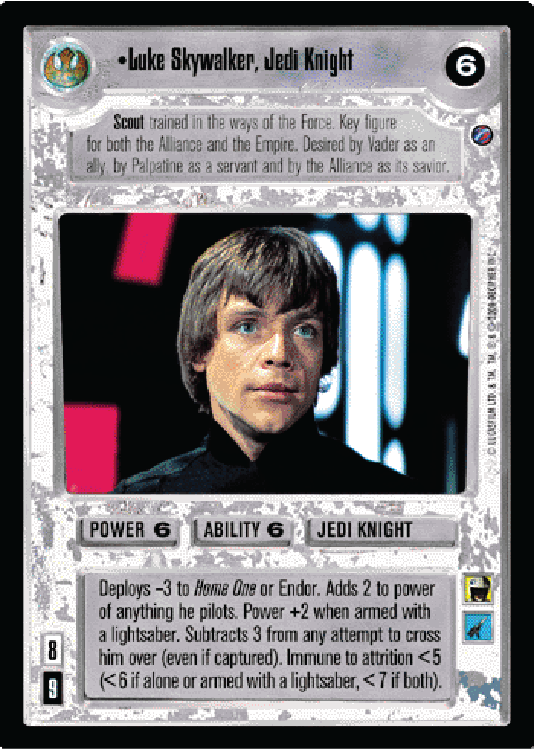 •Luke Skywalker, Jedi Knight
6
Scout trained in the ways of the Force. Key figure
for both the Alliance and the Empire. Desired by Vader as an
ally, by Palpatine as a servant and by the Alliance as its savior.
POWER 6
ABILITY 6
JEDI KNIGHT
Deploys -3 to Home One or Endor. Adds 2 to power
of anything he pilots. Power +2 when armed with
a lightsaber. Subtracts 3 from any attempt to cross
him over (even if captured). Immune to attrition < 5
(< 6 if alone or armed with a lightsaber, < 7 if both).
8
9